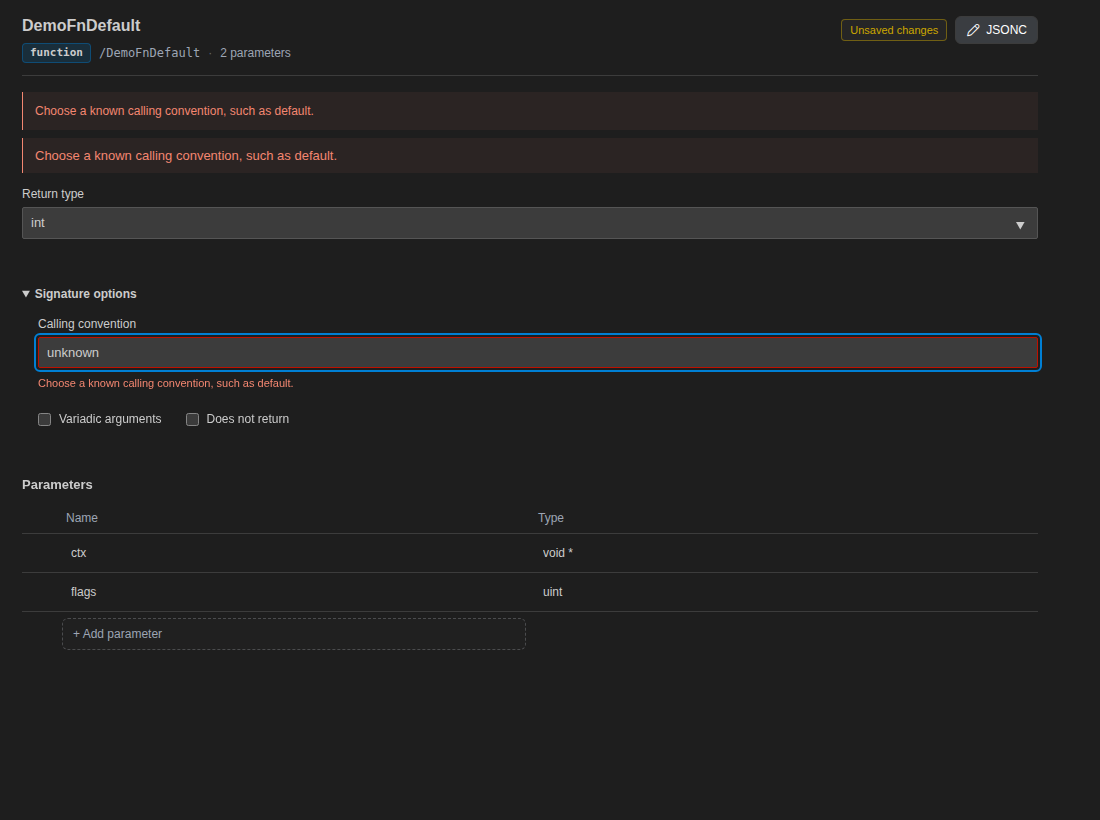 DemoFnDefault
Unsaved changes
JSONC
function /DemoFnDefault · 2 parameters
Choose a known calling convention, such as default.
Choose a known calling convention, such as default.
Return type
int
Signature options
Calling convention
unknown
Choose a known calling convention, such as default.
Variadic arguments
Does not return
Parameters
Name Type
ctx void *
flags uint
+ Add parameter